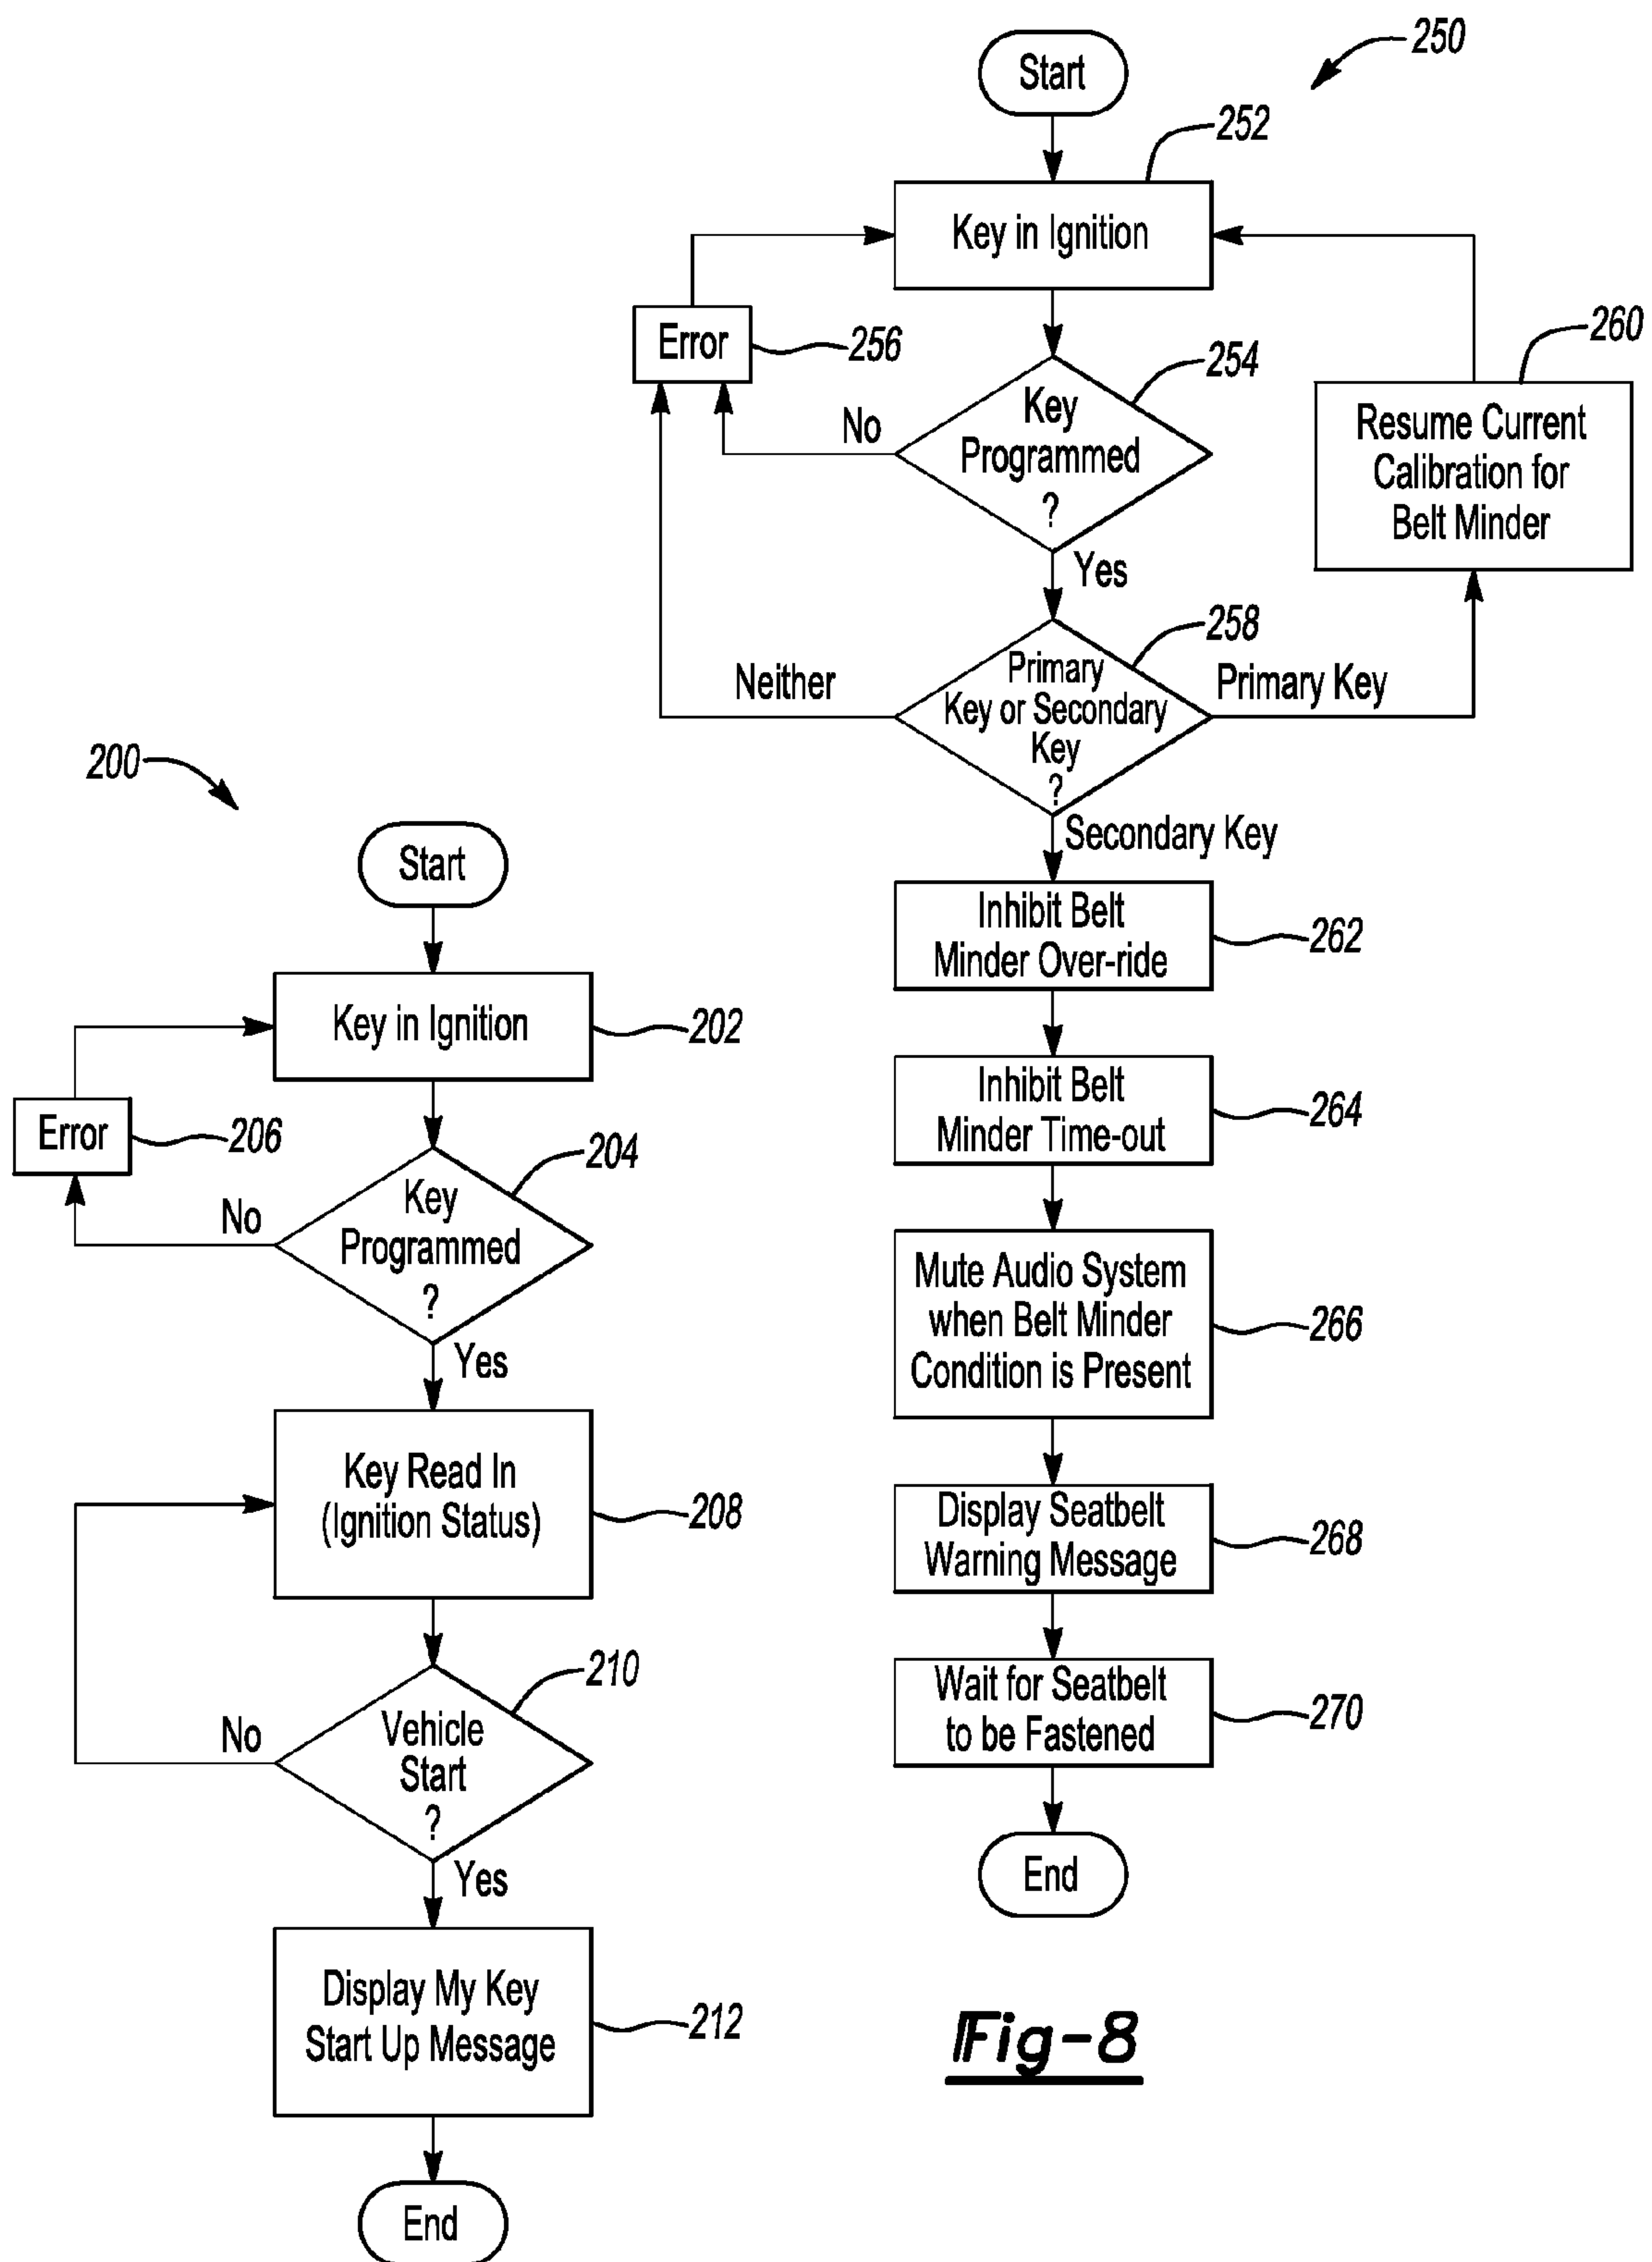 250
Start
252
Key in Ignition
Error
256
254
Key
Programmed
?
No
Yes
260
Resume Current
Calibration for
Belt Minder
258
Primary
Key or Secondary
Key
?
Neither
Primary Key
Secondary Key
Inhibit Belt
Minder Over-ride
262
Inhibit Belt
Minder Time-out
264
Mute Audio System
when Belt Minder
Condition is Present
266
Display Seatbelt
Warning Message
268
Wait for Seatbelt
to be Fastened
270
End
Fig-8
200
Start
Key in Ignition
202
Error
206
204
Key
Programmed
?
No
Yes
Key Read In
(Ignition Status)
208
210
Vehicle
Start
?
No
Yes
Display My Key
Start Up Message
212
End